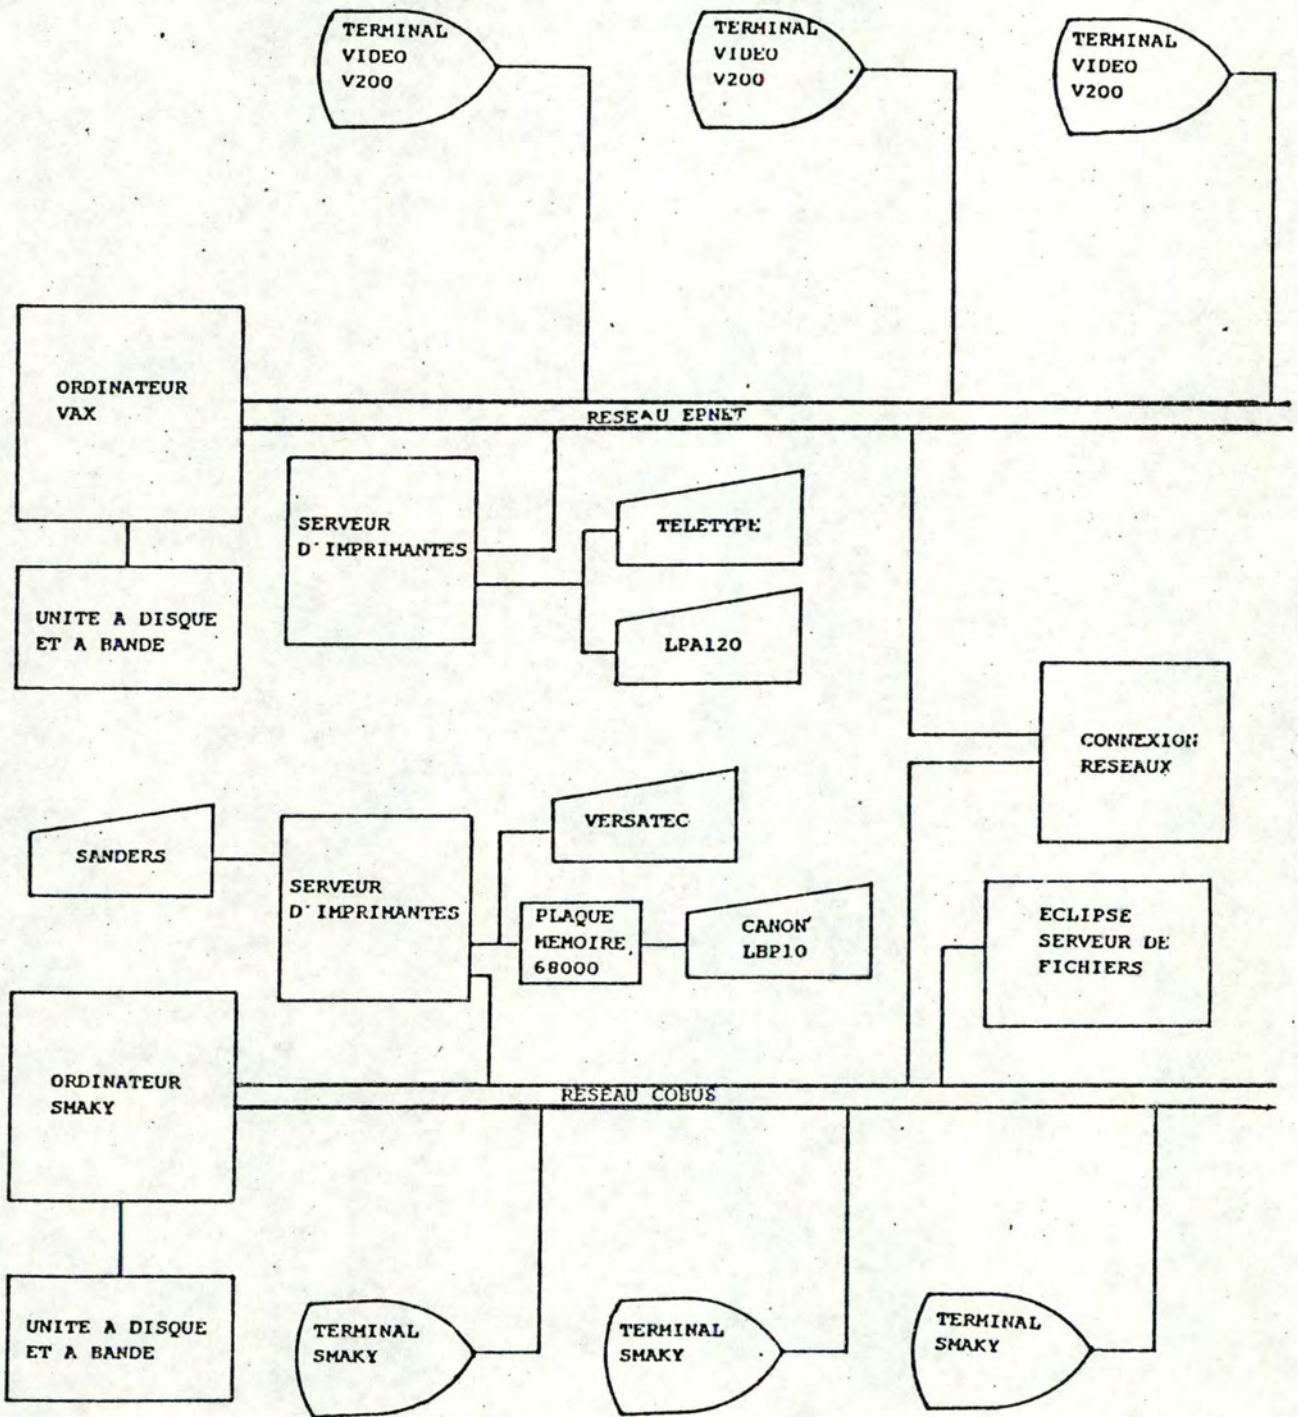 TERMINAL
VIDEO
V200
TERMINAL
VIDEO
V200
TERMINAL
VIDEO
V200
ORDINATEUR
VAX
RESEAU EPNET
SERVEUR
D'IMPRIMANTES
TELETYPE
LPA120
UNITE A DISQUE
ET A BANDE
CONNEXION
RESEAUX
SANDERS
SERVEUR
D'IMPRIMANTES
VERSATEC
PLAQUE
MEMOIRE
68000
CANON
LBP10
ECLIPSE
SERVEUR DE
FICHIERS
ORDINATEUR
SMAKY
RESEAU COBUS
UNITE A DISQUE
ET A BANDE
TERMINAL
SMAKY
TERMINAL
SMAKY
TERMINAL
SMAKY